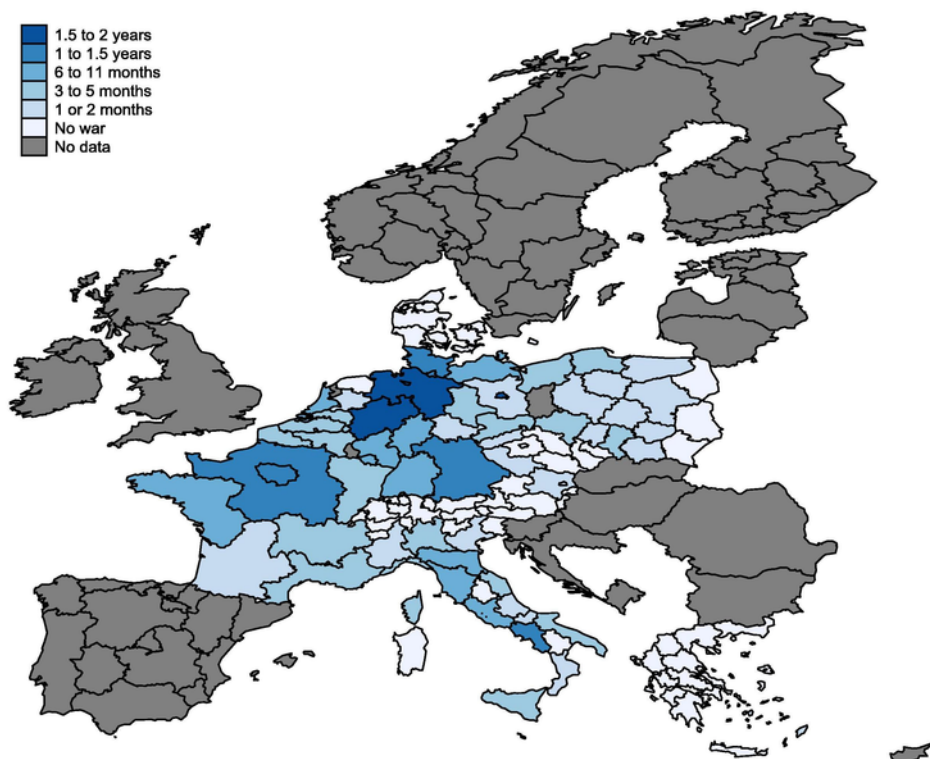 1.5 to 2 years
1 to 1.5 years
6 to 11 months
3 to 5 months
1 or 2 months
No war
No data